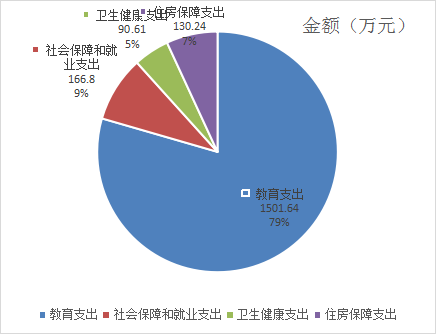 金额（万元）
卫生健康支出
90.61
5%
住房保障支出
130.24
7%
社会保障和就
业支出
166.8
9%
教育支出
1501.64
79%
教育支出 社会保障和就业支出 卫生健康支出 住房保障支出